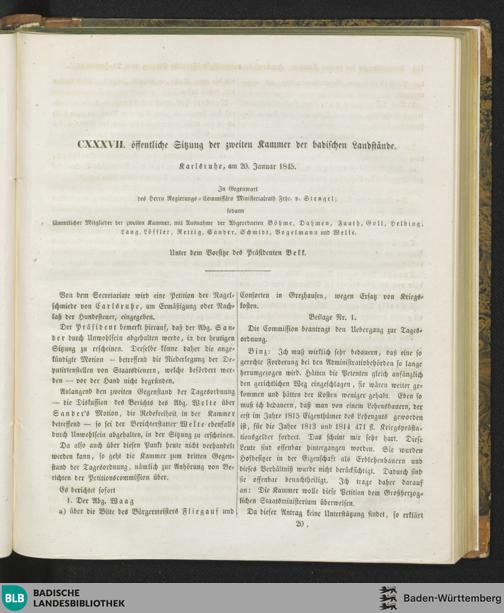 CXXXVII. öffentliche Sitzung der zweiten Kammer der badischen Landstände.
Karlsruhe, am 20. Januar 1845.
In Gegenwart
des Herrn Regierungs-Commissärs Ministerialrath Frhr. v. Stengel;
sodann
sämmtlicher Mitglieder der zweiten Kammer, mit Ausnahme der Abgeordneten Böhme, Dahmen, Fauth, Goll, Helbing,
Lang, Löffler, Rettig, Sander, Schmidt, Vogelmann und Welte.
Unter dem Vorsitze des Präsidenten Bekk.
Von dem Secretariate wird eine Petition der Nagel-
schmiede von Carlsruhe, um Ermäßigung oder Nach-
laß der Hundesteuer, eingegeben.
Der Präsident bemerkt hierauf, daß der Abg. San-
der durch Unwohlsein abgehalten werde, in der heutigen
Sitzung zu erscheinen. Derselbe könne daher die ange-
kündigte Motion — betreffend die Niederlegung der De-
putirtenstellen von Staatsdienern, welche befördert wer-
den — vor der Hand nicht begründen.
Anlangend den zweiten Gegenstand der Tagesordnung
— die Diskussion des Berichts des Abg. Welte über
Sander's Motion, die Redefreiheit in der Kammer
betreffend — so sei der Berichterstatter Welte ebenfalls
durch Unwohlsein abgehalten, in der Sitzung zu erscheinen.
Da also auch über diesen Punkt heute nicht verhandelt
werden kann, so geht die Kammer zum dritten Gegen-
stand der Tagesordnung, nämlich zur Anhörung von Be-
richten der Petitionscommission über.
Es berichtet sofort
1. Der Abg. Waag
a) über die Bitte des Bürgermeisters Fliegauf und
Consorten in Grezhausen, wegen Ersatz von Kriegs-
kosten.
Beilage Nr. 1.
Die Commission beantragt den Uebergang zur Tages-
ordnung.
Binz: Ich muß wirklich sehr bedauern, daß eine so
gerechte Forderung bei den Administrativbehörden so lange
herumgezogen wird. Hätten die Petenten gleich anfänglich
den gerichtlichen Weg eingeschlagen, sie wären weiter ge-
kommen und hätten der Kosten weniger gehabt. Eben so
muß ich bedauern, daß man von einem Lehensbauern, der
erst im Jahre 1815 Eigenthümer des Lehenguts geworden
ist, für die Jahre 1813 und 1814 471 fl. Kriegsprästa-
tionsgelder fordert. Das scheint mir sehr hart. Diese
Leute sind offenbar hintergangen worden. Sie wurden
Hofbesitzer in der Eigenschaft als Erblehenbauern und
dieses Verhältniß wurde nicht berücksichtigt. Dadurch sind
sie offenbar benachtheiligt. Ich trage daher darauf
an: Die Kammer wolle diese Petition dem Großherzog-
lichen Staatsministerium überweisen.
Da dieser Antrag keine Unterstützung findet, so erklärt
20.
BLB BADISCHE
LANDESBIBLIOTHEK
Baden-Württemberg